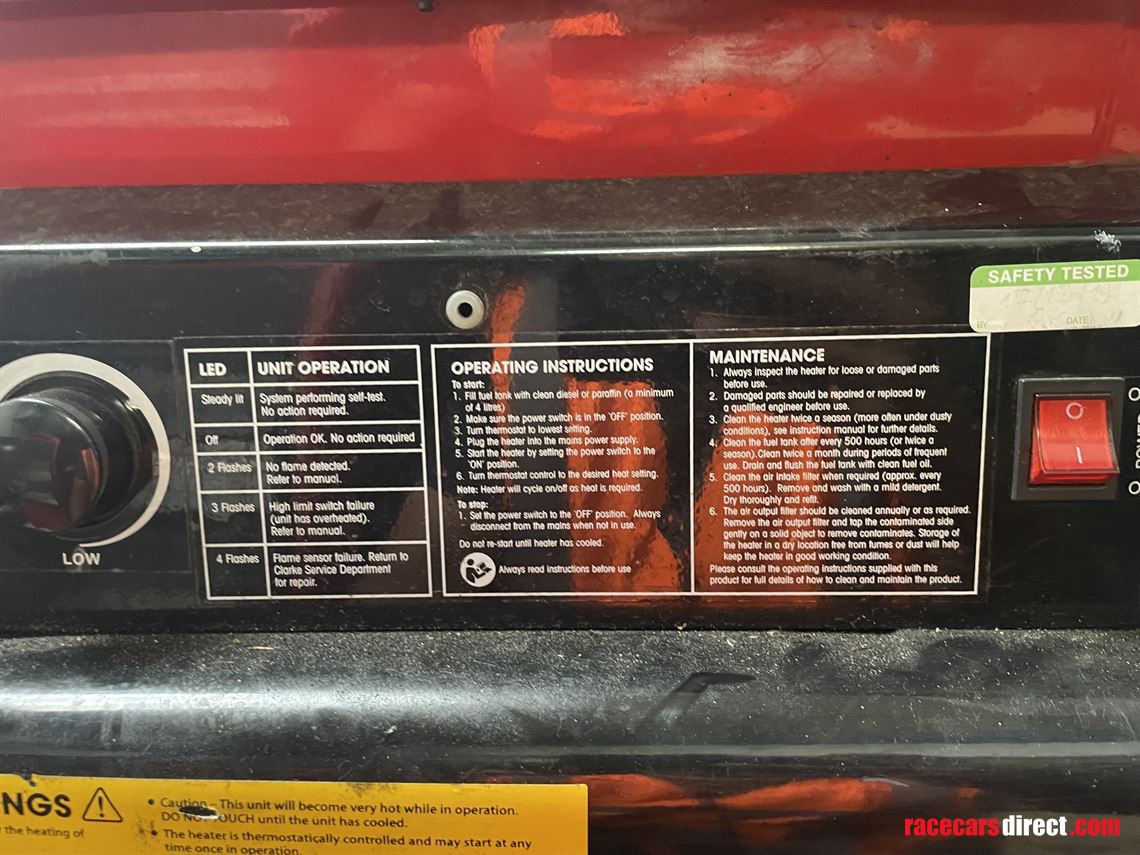 SAFETY TESTED
BY
DATE
LOW
LED UNIT OPERATION
Steady lit System performing self-test.
No action required.
Off Operation OK. No action required
2 Flashes No flame detected.
Refer to manual.
3 Flashes High limit switch failure
(unit has overheated).
Refer to manual.
4 Flashes Flame sensor failure. Return to
Clarke Service Department
for repair.
OPERATING INSTRUCTIONS
To start:
1. Fill fuel tank with clean diesel or paraffin (a minimum
of 4 litres)
2. Make sure the power switch is in the 'OFF' position.
3. Turn thermostat to lowest setting.
4. Plug the heater into the mains power supply.
5. Start the heater by setting the power switch to the
'ON' position.
6. Turn thermostat control to the desired heat setting.
Note: Heater will cycle on/off as heat is required.
To stop:
1. Set the power switch to the 'OFF' position. Always
disconnect from the mains when not in use.
Do not re-start until heater has cooled.
Always read instructions before use
MAINTENANCE
1. Always inspect the heater for loose or damaged parts
before use.
2. Damaged parts should be repaired or replaced by
a qualified engineer before use.
3. Clean the heater twice a season (more often under dusty
conditions), see instruction manual for further details.
4. Clean the fuel tank after every 500 hours (or twice a
season).Clean twice a month during periods of frequent
use. Drain and flush the fuel tank with clean fuel oil.
5. Clean the air intake filter when required (approx. every
500 hours). Remove and wash with a mild detergent.
Dry thoroughly and refit.
6. The air output filter should be cleaned annually or as required.
Remove the air output filter and tap the contaminated side
gently on a solid object to remove contaminates. Storage of
the heater in a dry location free from fumes or dust will help
keep the heater in good working condition.
Please consult the operating instructions supplied with this
product for full details of how to clean and maintain the product.
NGS
r the heating of
• Caution – This unit will become very hot while in operation.
DO NOT TOUCH until the unit has cooled.
• The heater is thermostatically controlled and may start at any
time once in operation.
racecarsdirect.com